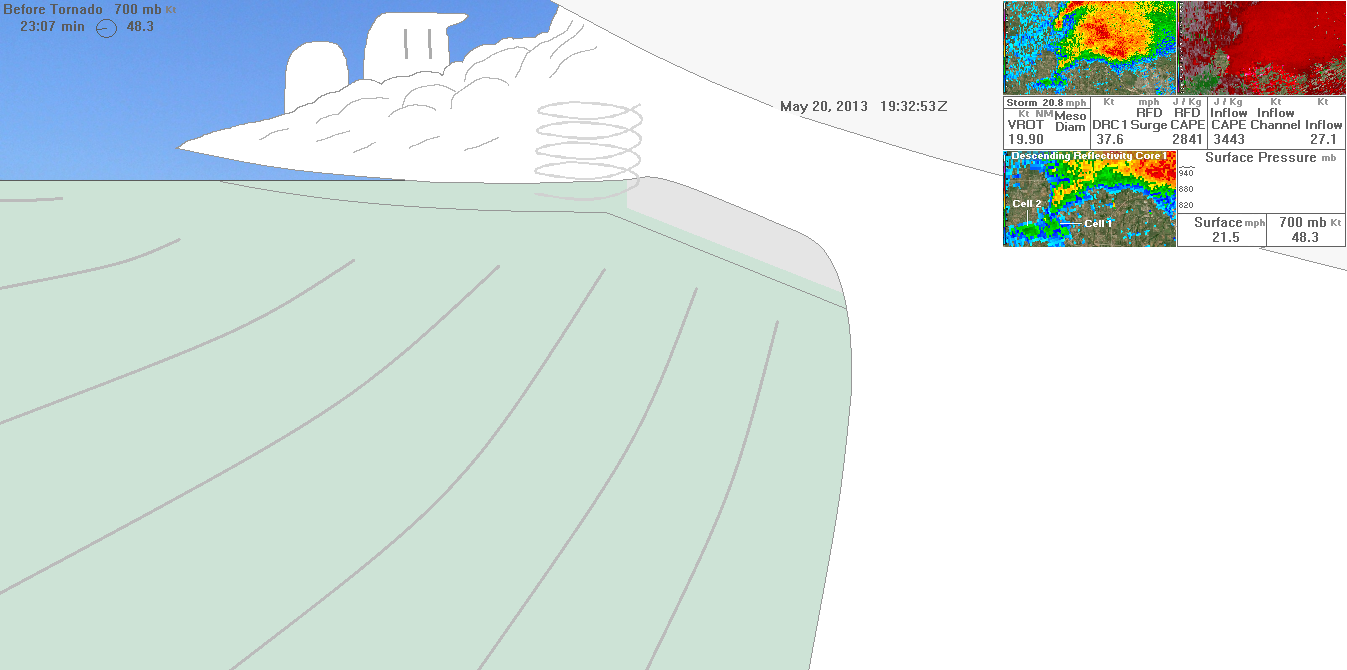 Before Tornado 700 mb Kt
23:07 min 48.3
May 20, 2013 19:32:53Z
Storm 20.8 mph
Kt NM
VROT Meso Diam
19.90
Kt mph J / Kg
RFD RFD
DRC1 Surge CAPE
37.6 2841
J / Kg Kt Kt
Inflow Inflow
CAPE Channel Inflow
3443 27.1
Descending Reflectivity Core 1
Cell 2
Cell 1
Surface Pressure mb
940
880
820
Surface mph
21.5
700 mb Kt
48.3